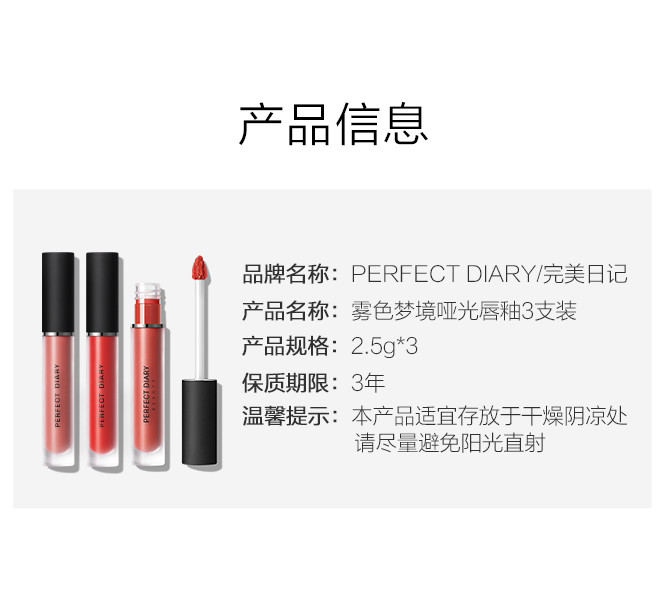 产品信息
PERFECT DIARY
PERFECT DIARY
PERFECT DIARY
品牌名称：PERFECT DIARY/完美日记
产品名称：雾色梦境哑光唇釉3支装
产品规格：2.5g*3
保质期限：3年
温馨提示：本产品适宜存放于干燥阴凉处
请尽量避免阳光直射